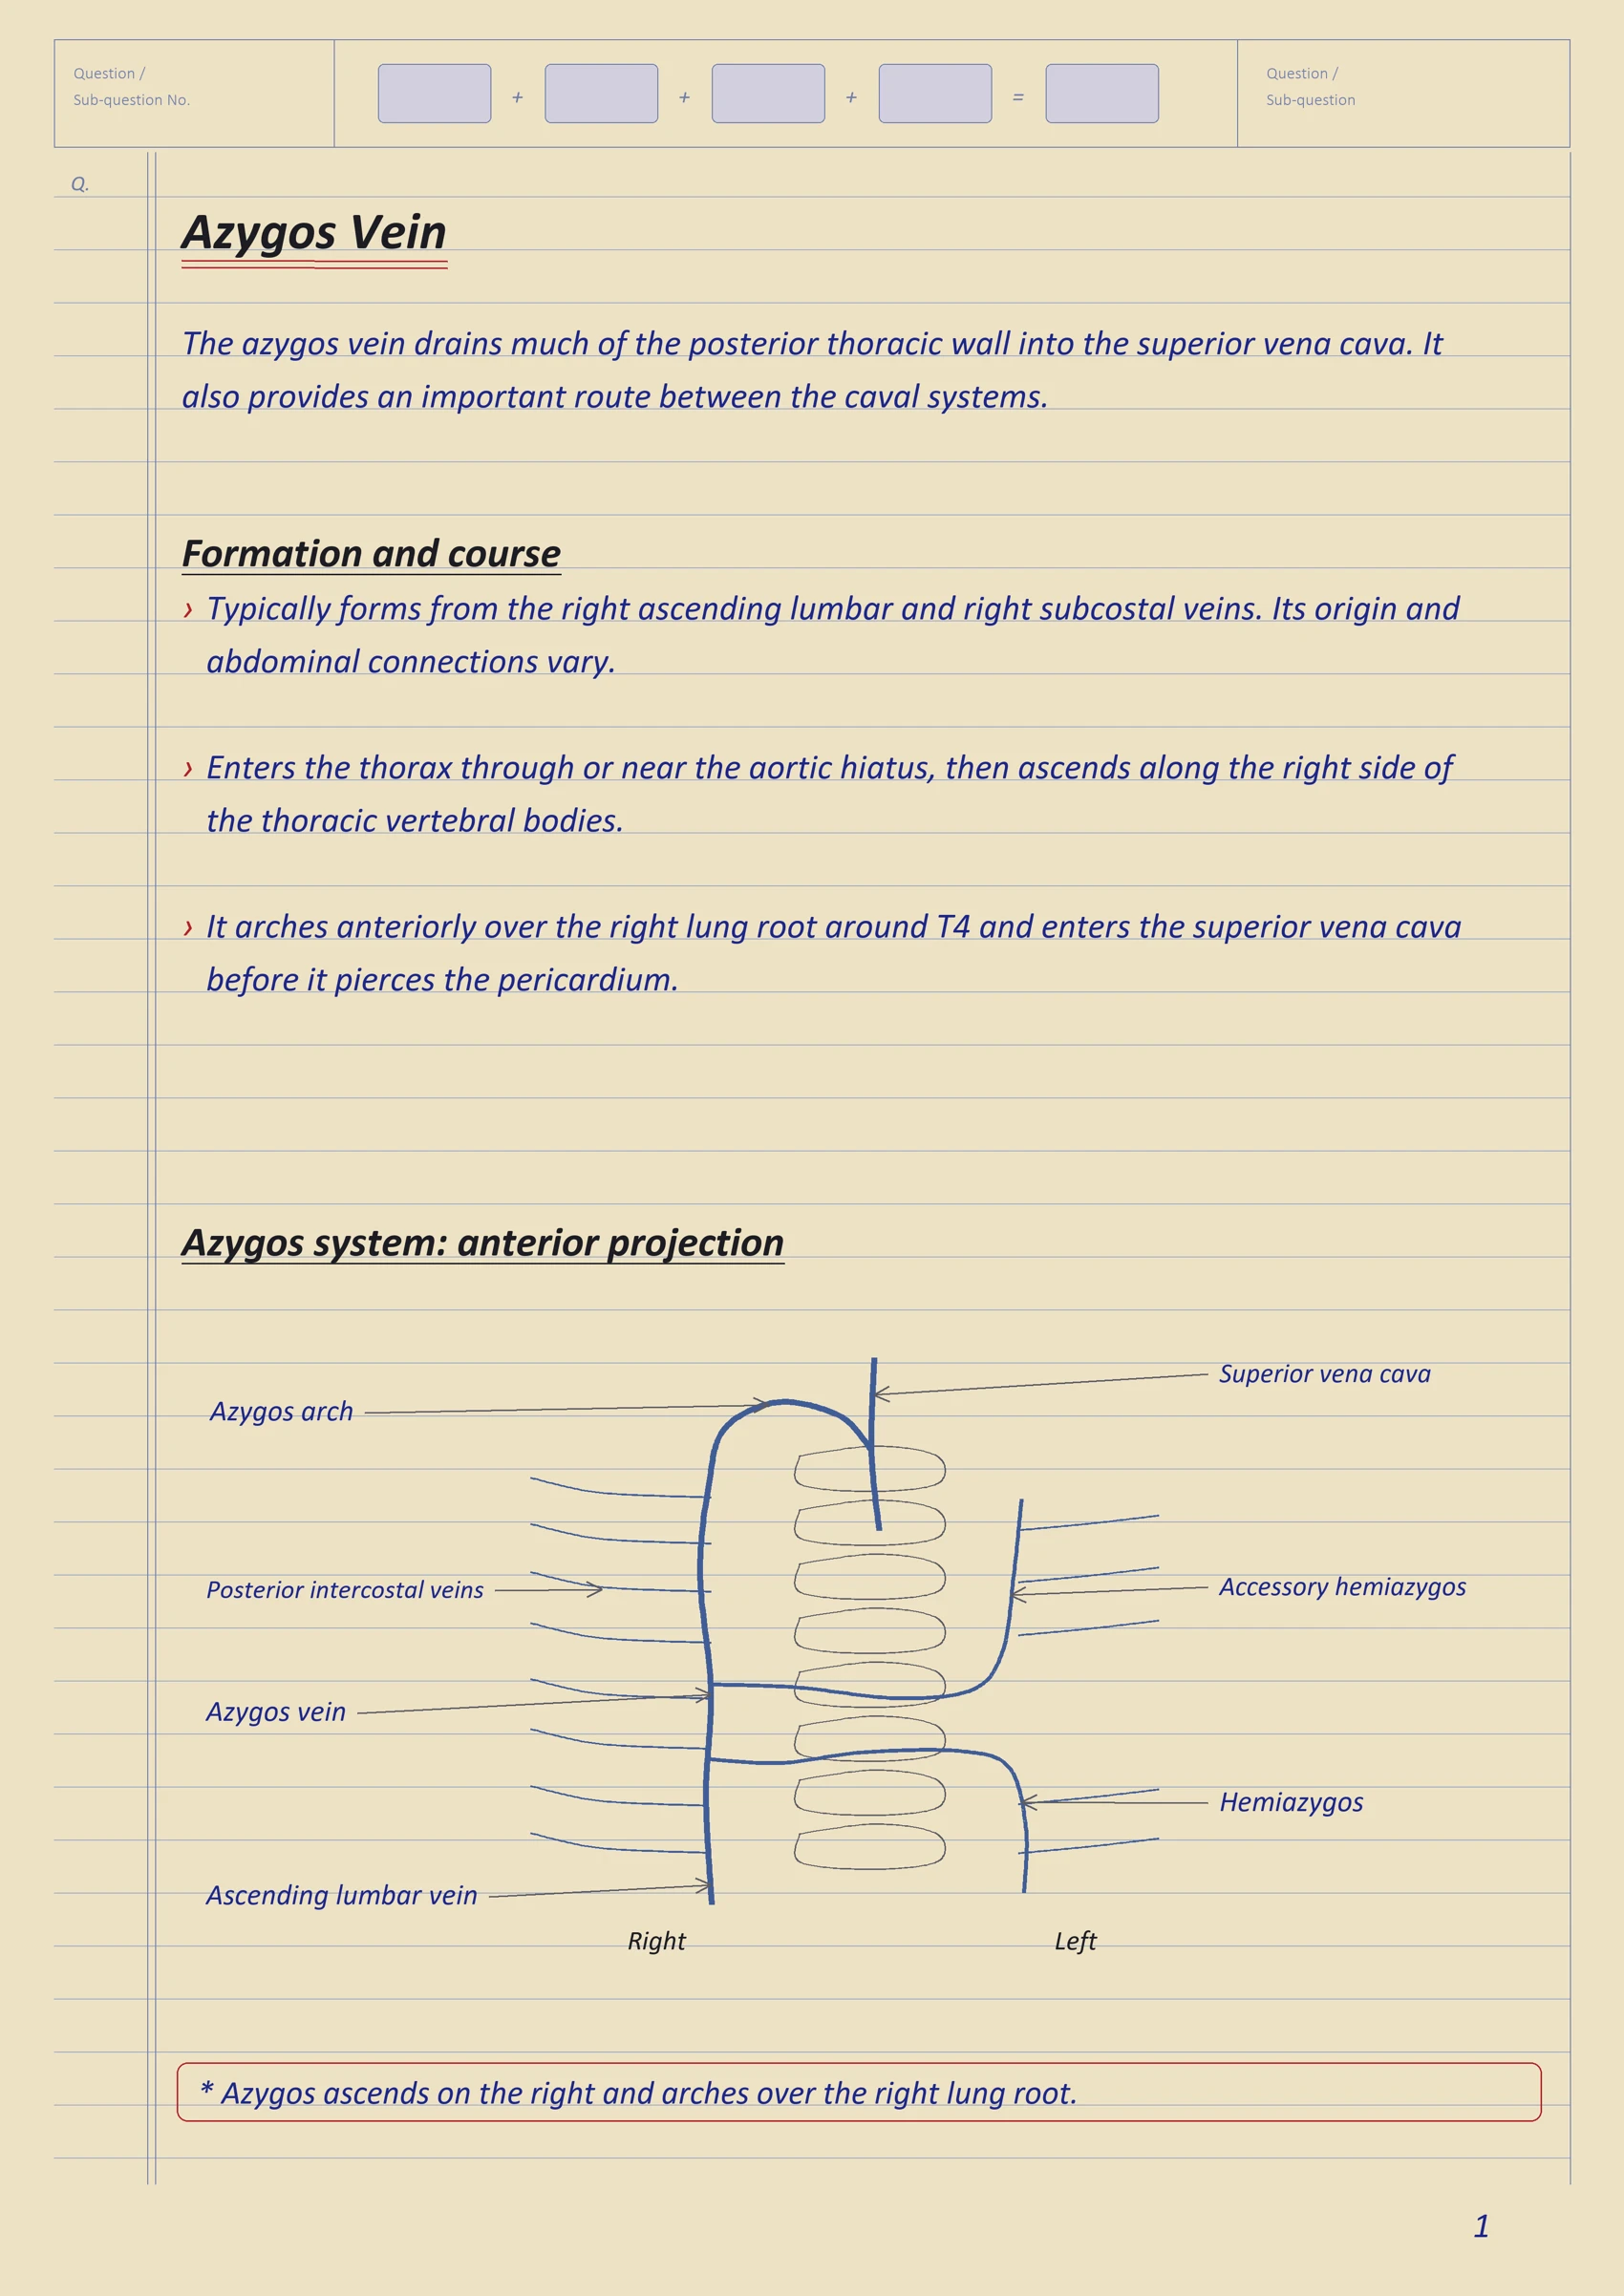 Question /
Sub-question No.
+ + + =
Question /
Sub-question
Q.
Azygos Vein
The azygos vein drains much of the posterior thoracic wall into the superior vena cava. It
also provides an important route between the caval systems.
Formation and course
› Typically forms from the right ascending lumbar and right subcostal veins. Its origin and
abdominal connections vary.
› Enters the thorax through or near the aortic hiatus, then ascends along the right side of
the thoracic vertebral bodies.
› It arches anteriorly over the right lung root around T4 and enters the superior vena cava
before it pierces the pericardium.
Azygos system: anterior projection
Superior vena cava
Azygos arch
Posterior intercostal veins
Accessory hemiazygos
Azygos vein
Hemiazygos
Ascending lumbar vein
Right
Left
* Azygos ascends on the right and arches over the right lung root.
1